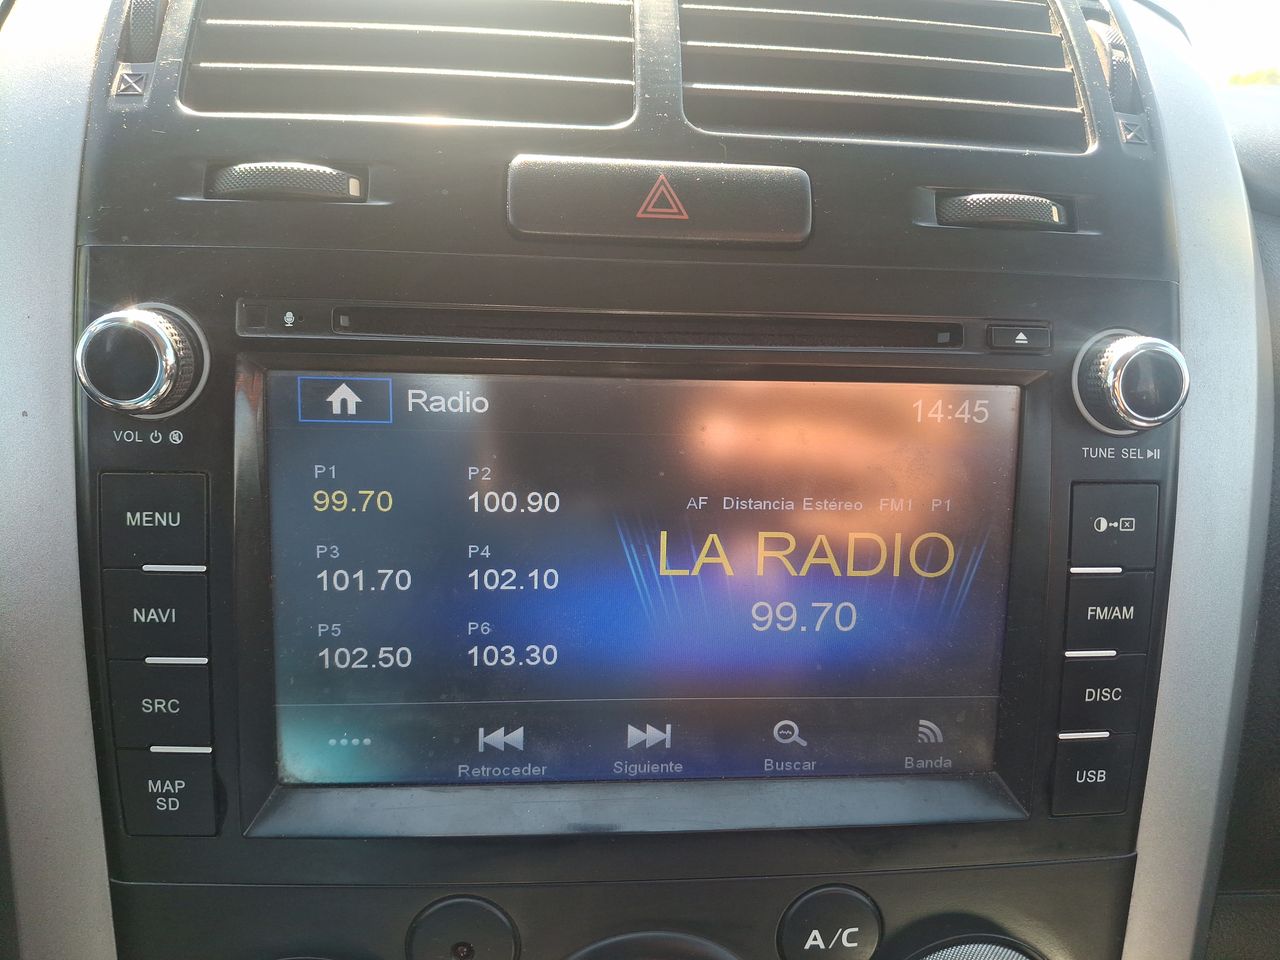 Radio
14:45
P1
99.70
P2
100.90
P3
101.70
P4
102.10
P5
102.50
P6
103.30
AF Distancia Estéreo FM1 P1
LA RADIO
99.70
Retroceder
Siguiente
Buscar
Banda
VOL
MENU
NAVI
SRC
MAP
SD
TUNE SEL
FM/AM
DISC
USB
A/C